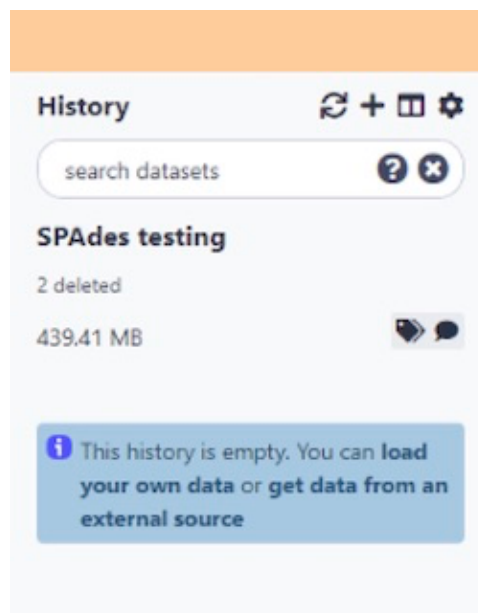 History
search datasets
SPAdes testing
2 deleted
439.41 MB
This history is empty. You can load
your own data or get data from an
external source